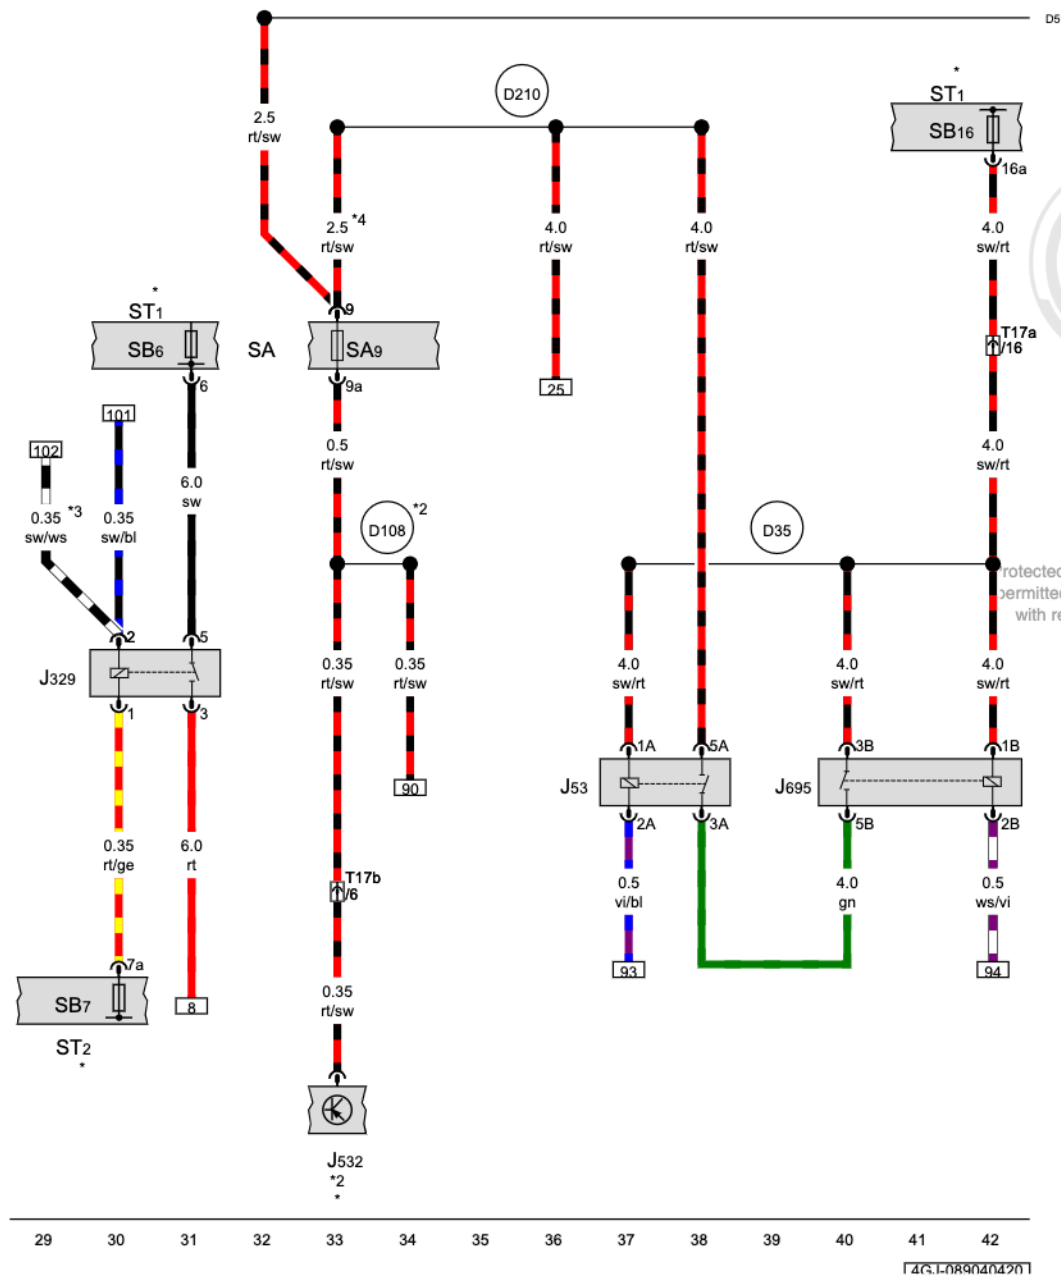 D5
D210
*
ST1
SB16
16a
2.5
rt/sw
2.5 *4
rt/sw
4.0
rt/sw
4.0
rt/sw
4.0
sw/rt
*
ST1
SB6
6
SA
9
SA9
9a
T17a
/16
25
101
102
0.35 *3
sw/ws
0.35
sw/bl
6.0
sw
0.5
rt/sw
D108 *2
D35
4.0
sw/rt
rotected
permitted
with re
2
5
J329
1
3
0.35
rt/sw
0.35
rt/sw
4.0
sw/rt
4.0
sw/rt
4.0
sw/rt
1A
5A
3B
1B
J53
J695
2A
3A
5B
2B
90
0.35
rt/ge
6.0
rt
T17b
/6
0.5
vi/bl
4.0
gn
0.5
ws/vi
93
94
7a
SB7
8
ST2
*
0.35
rt/sw
J532
*2
*
29 30 31 32 33 34 35 36 37 38 39 40 41 42
4GJ-089040420